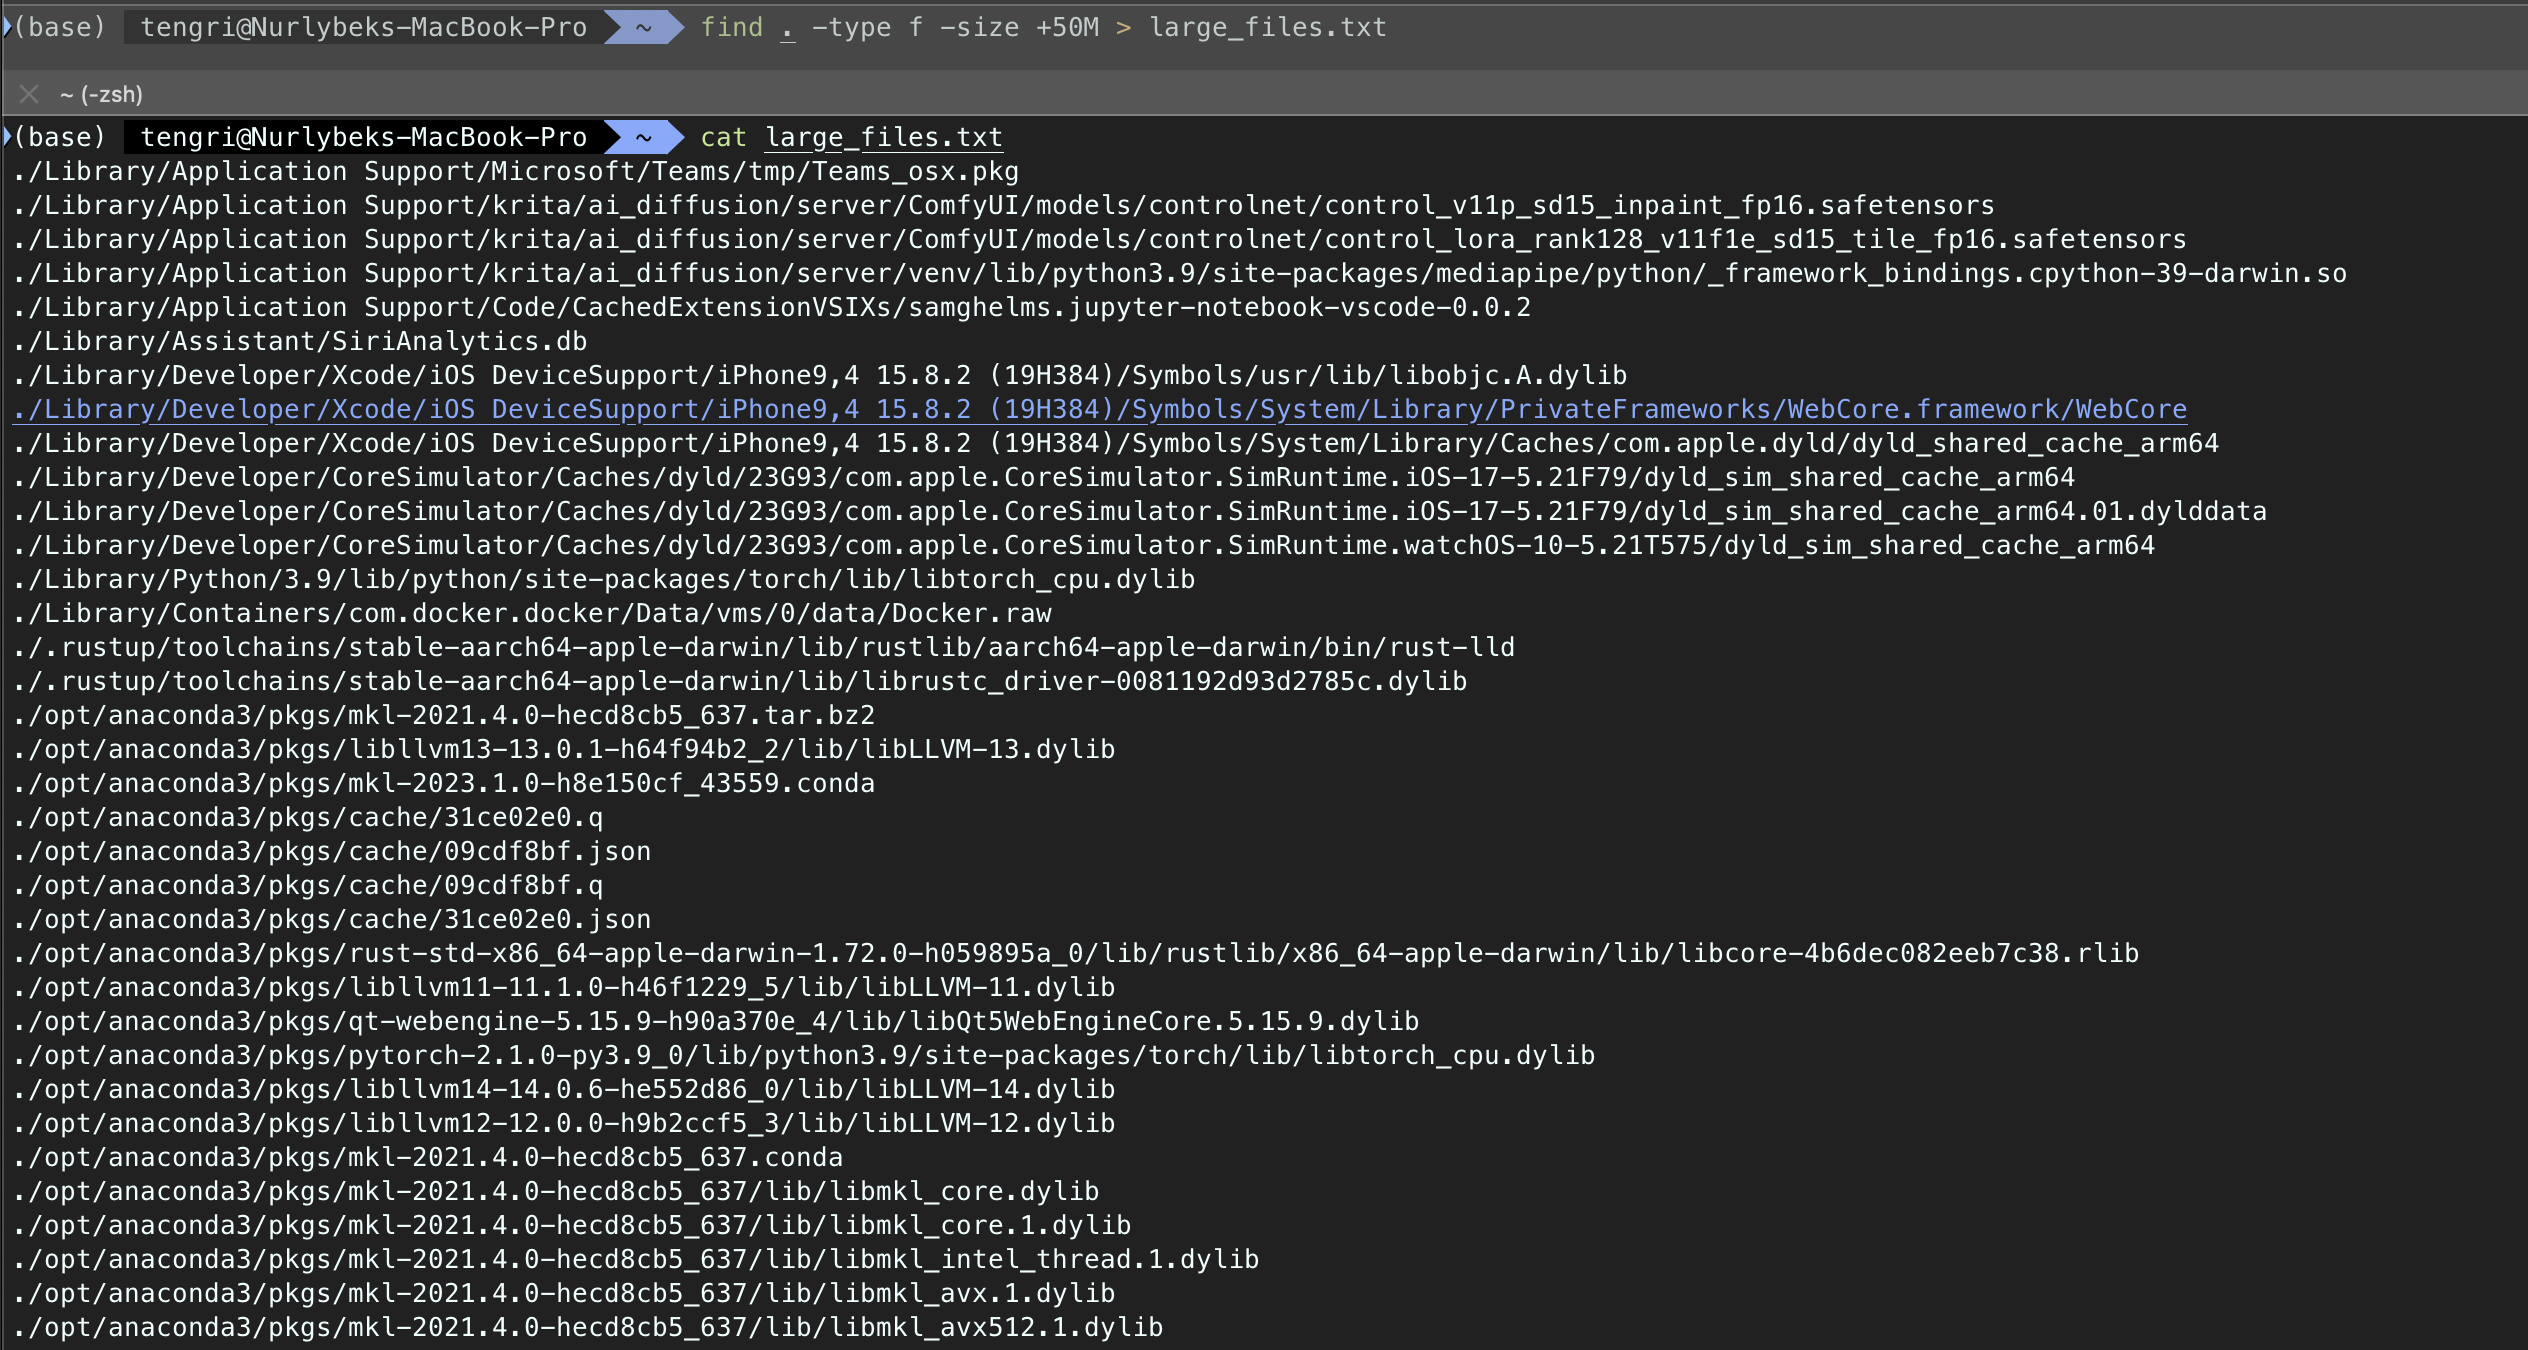 (base) tengri@Nurlybeks-MacBook-Pro ~ find . -type f -size +50M > large_files.txt
~ (-zsh)
(base) tengri@Nurlybeks-MacBook-Pro ~ cat large_files.txt
./Library/Application Support/Microsoft/Teams/tmp/Teams_osx.pkg
./Library/Application Support/krita/ai_diffusion/server/ComfyUI/models/controlnet/control_v11p_sd15_inpaint_fp16.safetensors
./Library/Application Support/krita/ai_diffusion/server/ComfyUI/models/controlnet/control_lora_rank128_v11f1e_sd15_tile_fp16.safetensors
./Library/Application Support/krita/ai_diffusion/server/venv/lib/python3.9/site-packages/mediapipe/python/_framework_bindings.cpython-39-darwin.so
./Library/Application Support/Code/CachedExtensionVSIXs/samghelms.jupyter-notebook-vscode-0.0.2
./Library/Assistant/SiriAnalytics.db
./Library/Developer/Xcode/iOS DeviceSupport/iPhone9,4 15.8.2 (19H384)/Symbols/usr/lib/libobjc.A.dylib
./Library/Developer/Xcode/iOS DeviceSupport/iPhone9,4 15.8.2 (19H384)/Symbols/System/Library/PrivateFrameworks/WebCore.framework/WebCore
./Library/Developer/Xcode/iOS DeviceSupport/iPhone9,4 15.8.2 (19H384)/Symbols/System/Library/Caches/com.apple.dyld/dyld_shared_cache_arm64
./Library/Developer/CoreSimulator/Caches/dyld/23G93/com.apple.CoreSimulator.SimRuntime.iOS-17-5.21F79/dyld_sim_shared_cache_arm64
./Library/Developer/CoreSimulator/Caches/dyld/23G93/com.apple.CoreSimulator.SimRuntime.iOS-17-5.21F79/dyld_sim_shared_cache_arm64.01.dylddata
./Library/Developer/CoreSimulator/Caches/dyld/23G93/com.apple.CoreSimulator.SimRuntime.watchOS-10-5.21T575/dyld_sim_shared_cache_arm64
./Library/Python/3.9/lib/python/site-packages/torch/lib/libtorch_cpu.dylib
./Library/Containers/com.docker.docker/Data/vms/0/data/Docker.raw
./.rustup/toolchains/stable-aarch64-apple-darwin/lib/rustlib/aarch64-apple-darwin/bin/rust-lld
./.rustup/toolchains/stable-aarch64-apple-darwin/lib/librustc_driver-0081192d93d2785c.dylib
./opt/anaconda3/pkgs/mkl-2021.4.0-hecd8cb5_637.tar.bz2
./opt/anaconda3/pkgs/libllvm13-13.0.1-h64f94b2_2/lib/libLLVM-13.dylib
./opt/anaconda3/pkgs/mkl-2023.1.0-h8e150cf_43559.conda
./opt/anaconda3/pkgs/cache/31ce02e0.q
./opt/anaconda3/pkgs/cache/09cdf8bf.json
./opt/anaconda3/pkgs/cache/09cdf8bf.q
./opt/anaconda3/pkgs/cache/31ce02e0.json
./opt/anaconda3/pkgs/rust-std-x86_64-apple-darwin-1.72.0-h059895a_0/lib/rustlib/x86_64-apple-darwin/lib/libcore-4b6dec082eeb7c38.rlib
./opt/anaconda3/pkgs/libllvm11-11.1.0-h46f1229_5/lib/libLLVM-11.dylib
./opt/anaconda3/pkgs/qt-webengine-5.15.9-h90a370e_4/lib/libQt5WebEngineCore.5.15.9.dylib
./opt/anaconda3/pkgs/pytorch-2.1.0-py3.9_0/lib/python3.9/site-packages/torch/lib/libtorch_cpu.dylib
./opt/anaconda3/pkgs/libllvm14-14.0.6-he552d86_0/lib/libLLVM-14.dylib
./opt/anaconda3/pkgs/libllvm12-12.0.0-h9b2ccf5_3/lib/libLLVM-12.dylib
./opt/anaconda3/pkgs/mkl-2021.4.0-hecd8cb5_637.conda
./opt/anaconda3/pkgs/mkl-2021.4.0-hecd8cb5_637/lib/libmkl_core.dylib
./opt/anaconda3/pkgs/mkl-2021.4.0-hecd8cb5_637/lib/libmkl_core.1.dylib
./opt/anaconda3/pkgs/mkl-2021.4.0-hecd8cb5_637/lib/libmkl_intel_thread.1.dylib
./opt/anaconda3/pkgs/mkl-2021.4.0-hecd8cb5_637/lib/libmkl_avx.1.dylib
./opt/anaconda3/pkgs/mkl-2021.4.0-hecd8cb5_637/lib/libmkl_avx512.1.dylib